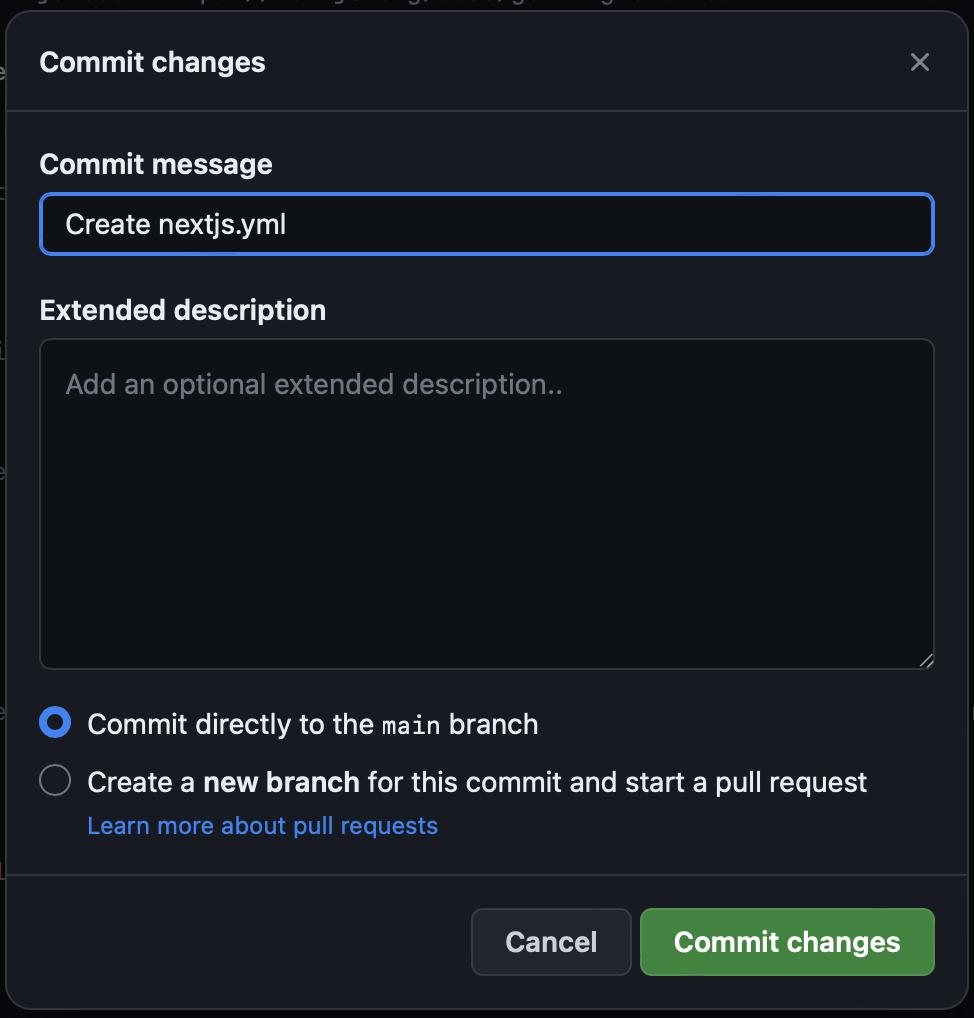 Commit changes
Commit message
Create nextjs.yml
Extended description
Add an optional extended description..
Commit directly to the main branch
Create a new branch for this commit and start a pull request
Learn more about pull requests
Cancel
Commit changes